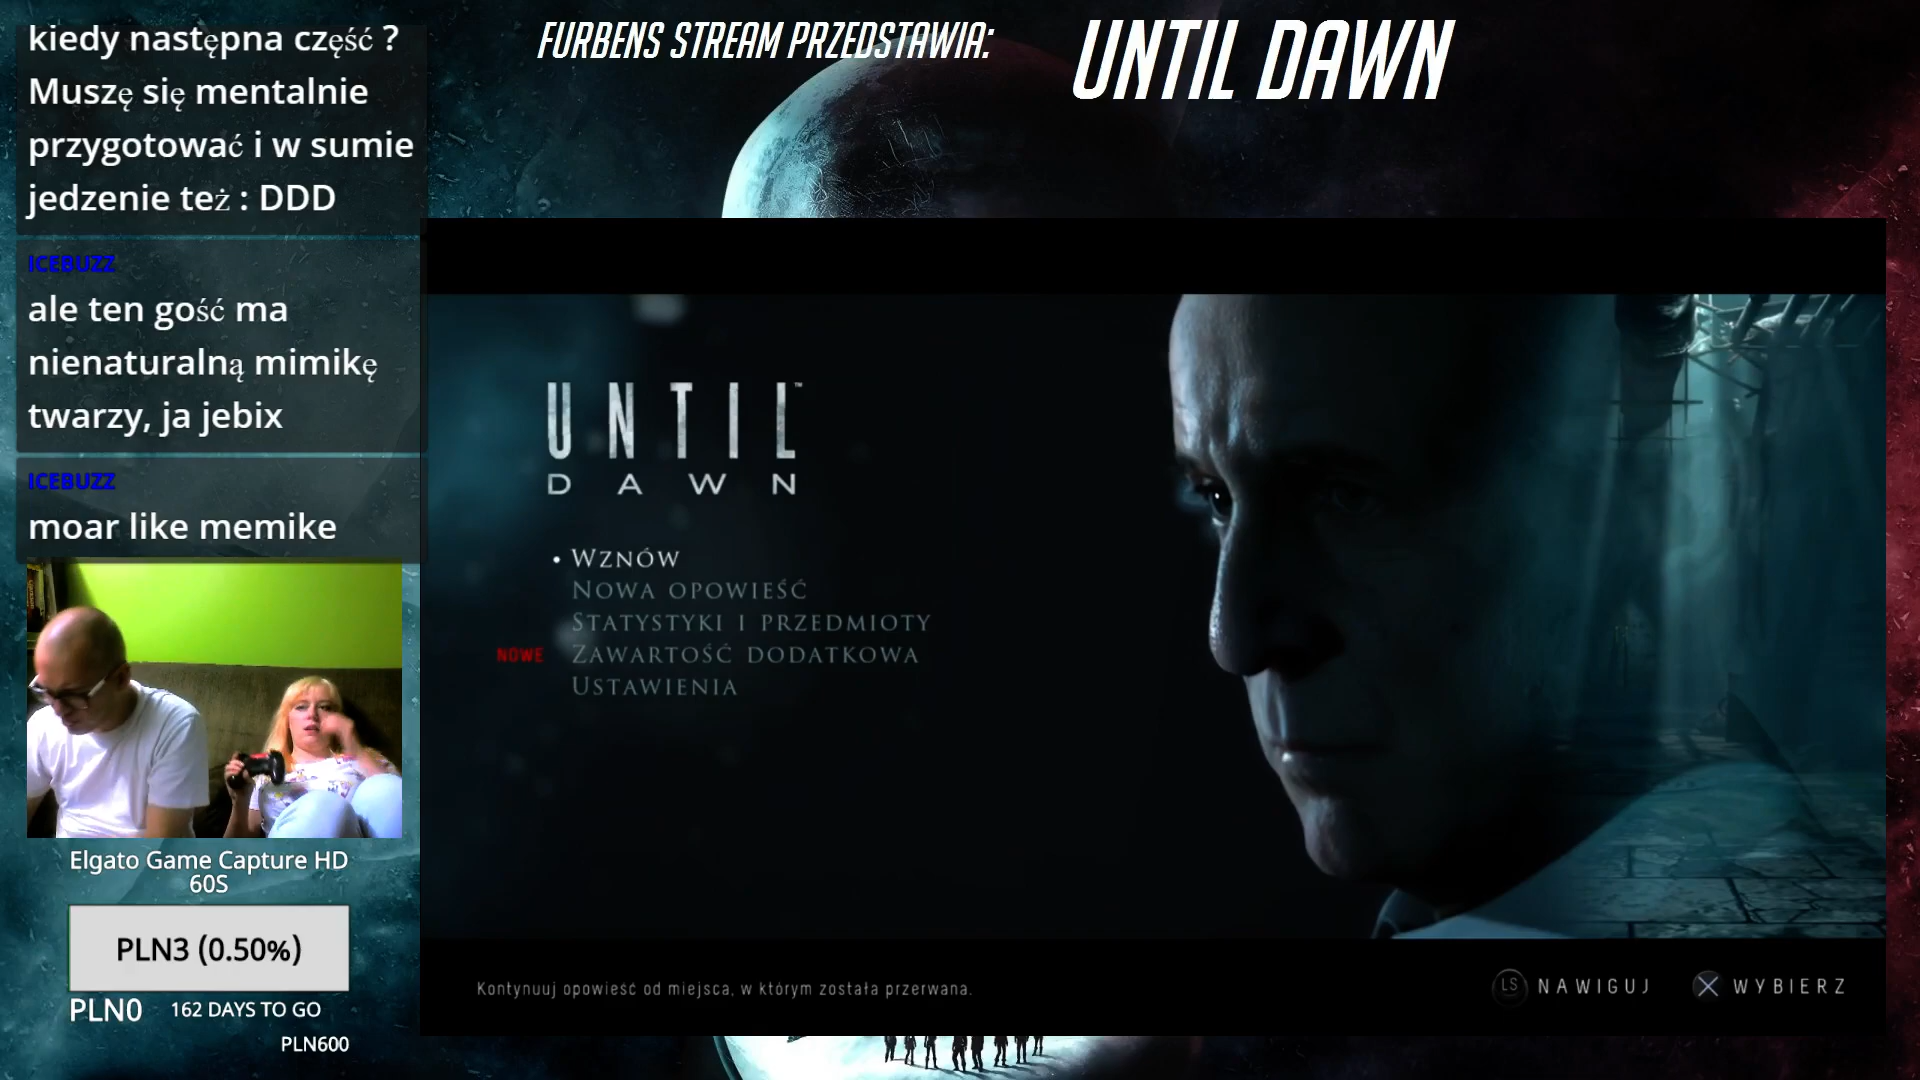 FURBENS STREAM PRZEDSTAWIA:
UNTIL DAWN
kiedy następna część ?
Muszę się mentalnie
przygotować i w sumie
jedzenie też : DDD
ICEBUZZ
ale ten gość ma
nienaturalną mimikę
twarzy, ja jebix
ICEBUZZ
moar like memike
Elgato Game Capture HD
60S
PLN3 (0.50%)
PLN0 162 DAYS TO GO
PLN600
UNTIL™
DAWN
• WZNÓW
NOWA OPOWIEŚĆ
STATYSTYKI I PRZEDMIOTY
NOWE ZAWARTOŚĆ DODATKOWA
USTAWIENIA
Kontynuuj opowieść od miejsca, w którym została przerwana.
LS NAWIGUJ WYBIERZ